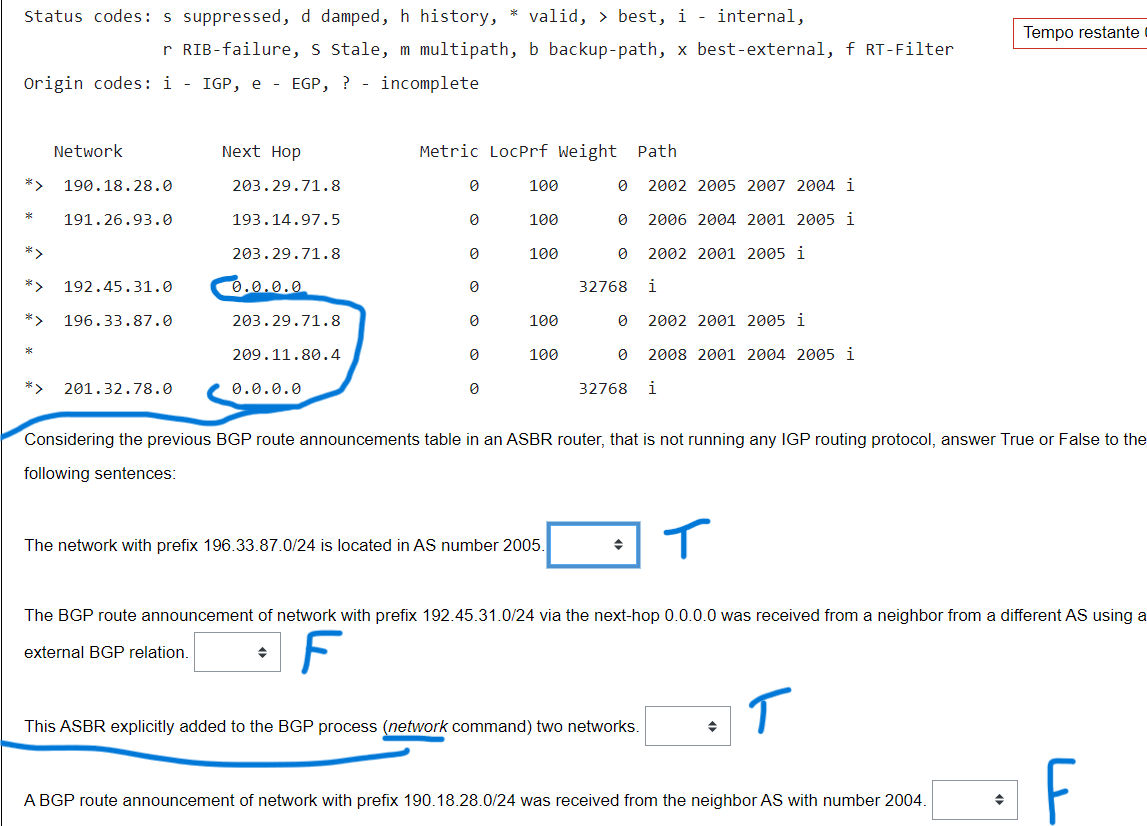 Status codes: s suppressed, d damped, h history, * valid, > best, i - internal,
Tempo restante
r RIB-failure, S Stale, m multipath, b backup-path, x best-external, f RT-Filter
Origin codes: i - IGP, e - EGP, ? - incomplete
Network Next Hop Metric LocPrf Weight Path
*> 190.18.28.0 203.29.71.8 0 100 0 2002 2005 2007 2004 i
* 191.26.93.0 193.14.97.5 0 100 0 2006 2004 2001 2005 i
*> 203.29.71.8 0 100 0 2002 2001 2005 i
*> 192.45.31.0 0.0.0.0 0 32768 i
*> 196.33.87.0 203.29.71.8 0 100 0 2002 2001 2005 i
* 209.11.80.4 0 100 0 2008 2001 2004 2005 i
*> 201.32.78.0 0.0.0.0 0 32768 i
Considering the previous BGP route announcements table in an ASBR router, that is not running any IGP routing protocol, answer True or False to the
following sentences:
The network with prefix 196.33.87.0/24 is located in AS number 2005. T
The BGP route announcement of network with prefix 192.45.31.0/24 via the next-hop 0.0.0.0 was received from a neighbor from a different AS using a
external BGP relation. F
This ASBR explicitly added to the BGP process (network command) two networks. T
A BGP route announcement of network with prefix 190.18.28.0/24 was received from the neighbor AS with number 2004. F